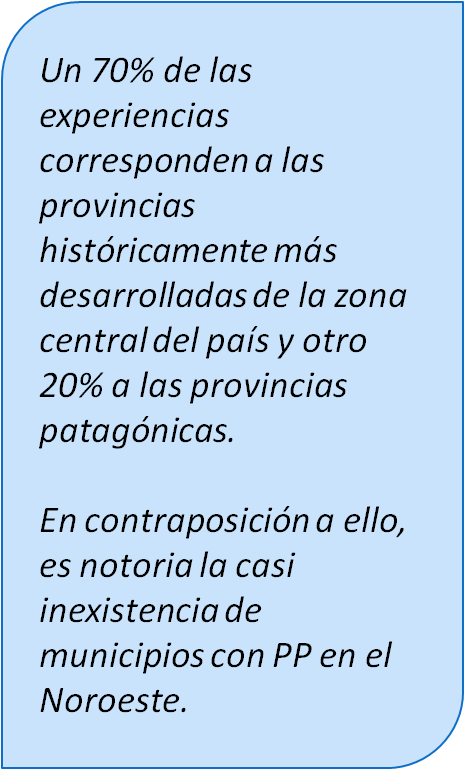 Un 70% de las
experiencias
corresponden a las
provincias
históricamente más
desarrolladas de la zona
central del país y otro
20% a las provincias
patagónicas.
En contraposición a ello,
es notoria la casi
inexistencia de
municipios con PP en el
Noroeste.